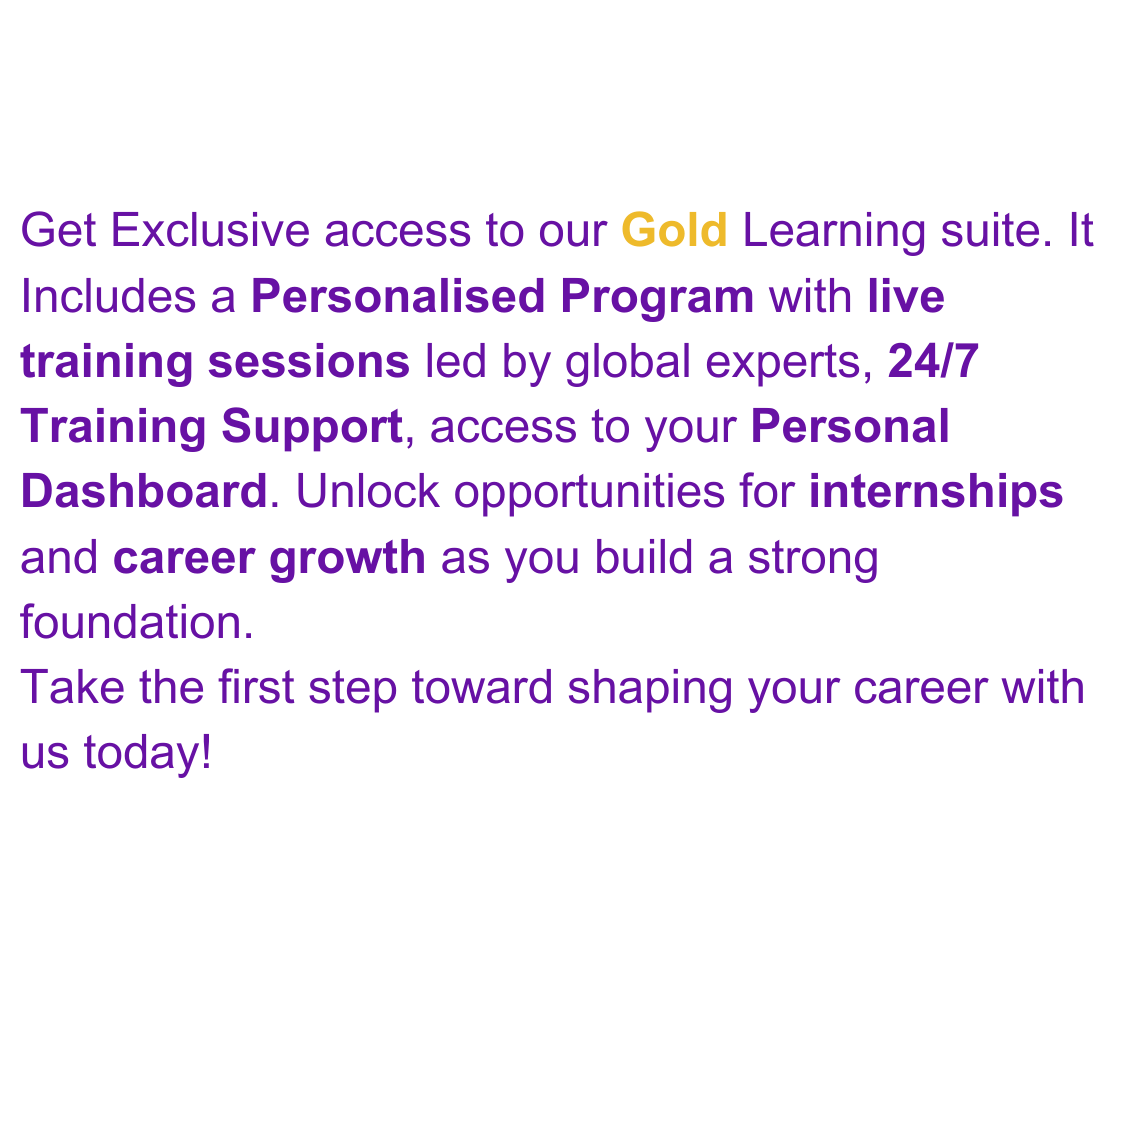 Get Exclusive access to our Gold Learning suite. It
Includes a Personalised Program with live
training sessions led by global experts, 24/7
Training Support, access to your Personal
Dashboard. Unlock opportunities for internships
and career growth as you build a strong
foundation.
Take the first step toward shaping your career with
us today!